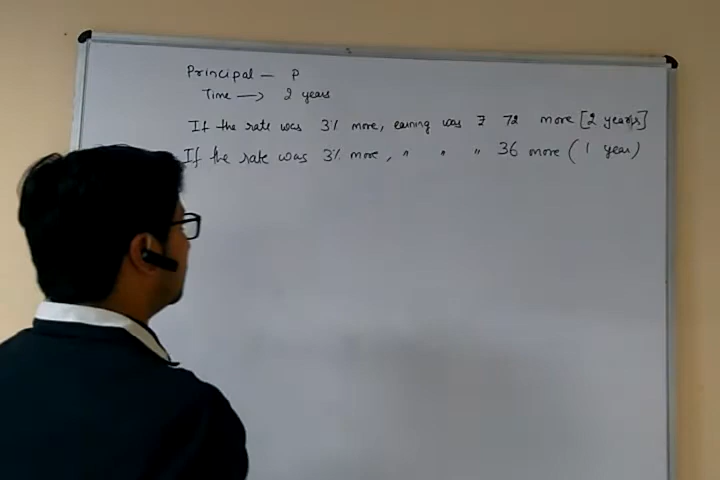 Principal — P
Time → 2 years
If the rate was 3% more, earning was ₹ 72 more [2 years]
If the rate was 3% more, " " " 36 more (1 year)